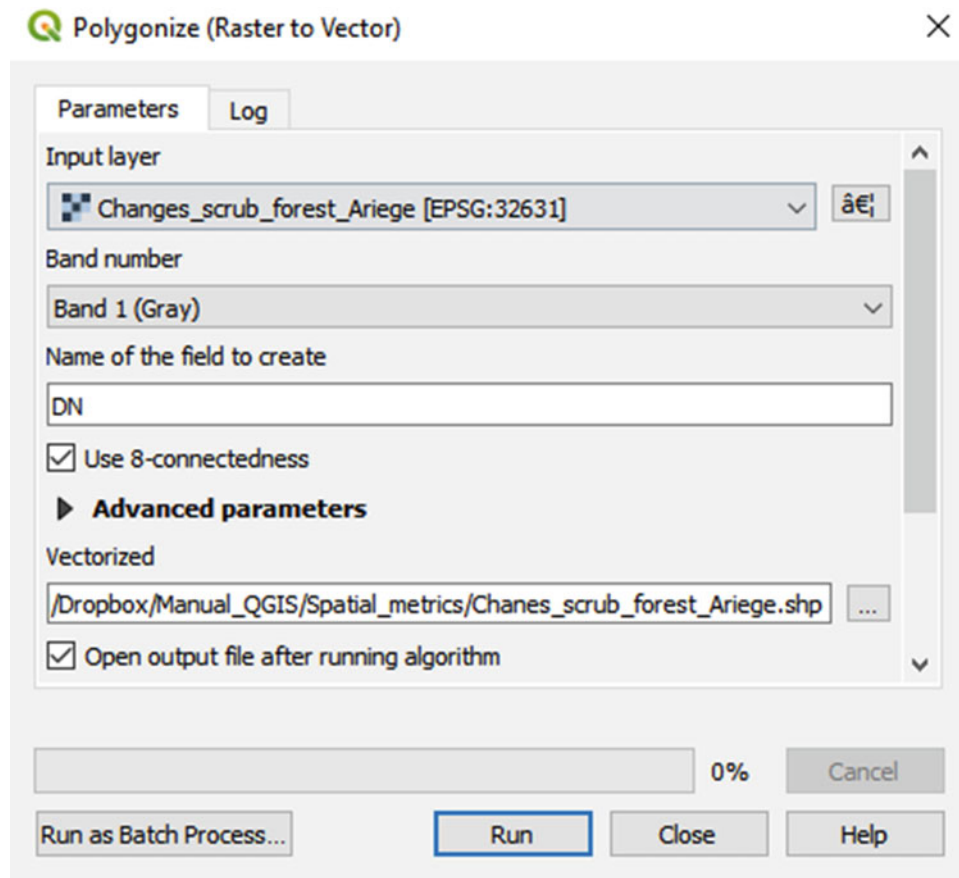 Polygonize (Raster to Vector)
Parameters
Log
Input layer
Changes_scrub_forest_Ariege [EPSG:32631]
â€¦
Band number
Band 1 (Gray)
Name of the field to create
DN
Use 8-connectedness
Advanced parameters
Vectorized
/Dropbox/Manual_QGIS/Spatial_metrics/Chanes_scrub_forest_Ariege.shp
...
Open output file after running algorithm
0%
Cancel
Run as Batch Process...
Run
Close
Help